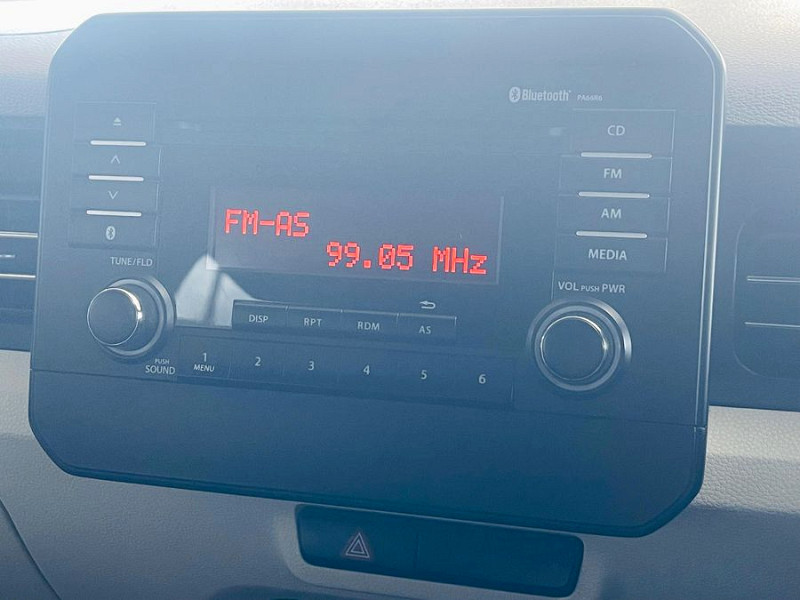 Bluetooth PA6486
CD
FM
AM
MEDIA
FM-AS
99.05 MHz
TUNE/FLD
VOL PUSH PWR
DISP RPT RDM AS
PUSH
SOUND
1 2 3 4 5 6
MENU